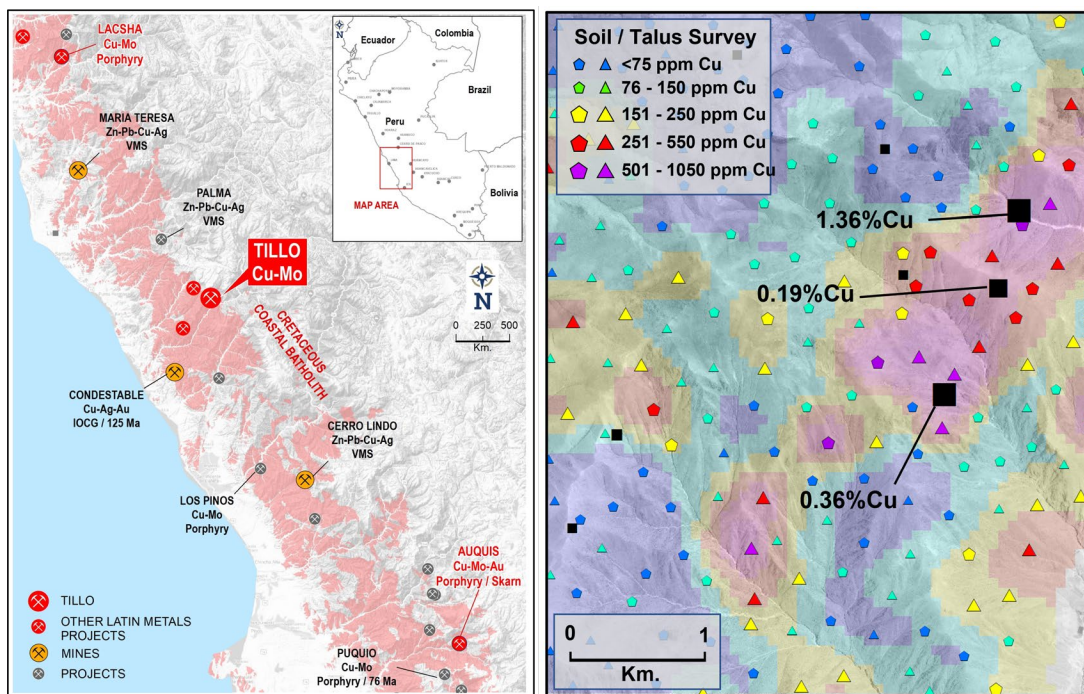 LACSHA
Cu-Mo
Porphyry
MARIA TERESA
Zn-Pb-Cu-Ag
VMS
PALMA
Zn-Pb-Cu-Ag
VMS
TILLO
Cu-Mo
CRETACEOUS
COASTAL BATHOLITH
CONDESTABLE
Cu-Ag-Au
IOCG / 125 Ma
CERRO LINDO
Zn-Pb-Cu-Ag
VMS
LOS PINOS
Cu-Mo
Porphyry
AUQUIS
Cu-Mo-Au
Porphyry / Skarn
PUQUIO
Cu-Mo
Porphyry / 76 Ma
TILLO
OTHER LATIN METALS
PROJECTS
MINES
PROJECTS
N
0 250 500
Km.
N
Ecuador
Colombia
Brazil
Peru
Bolivia
MAP AREA
Soil / Talus Survey
<75 ppm Cu
76 - 150 ppm Cu
151 - 250 ppm Cu
251 - 550 ppm Cu
501 - 1050 ppm Cu
1.36%Cu
0.19%Cu
0.36%Cu
0 1
Km.